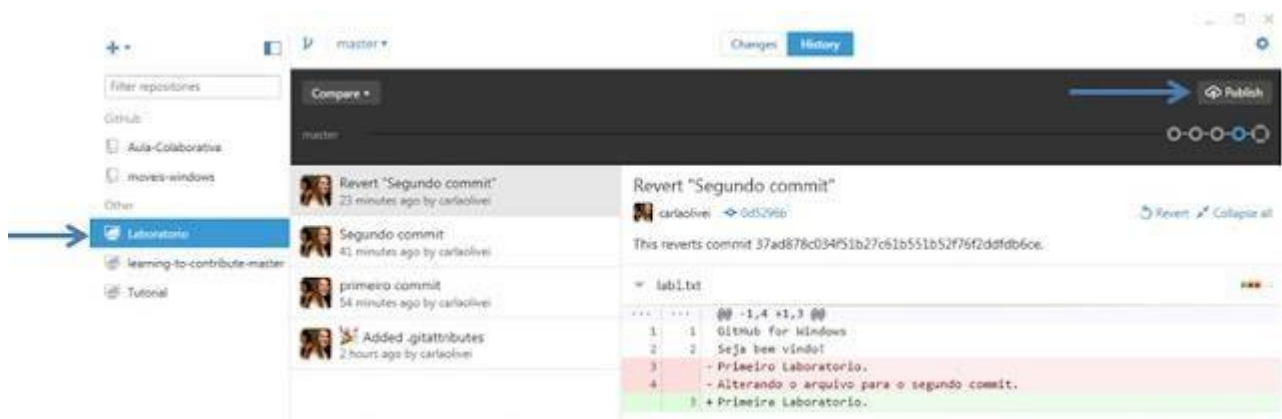 master
Changes
History
Filter repositories
GitHub
Aula-Colaborativa
moveis-windows
Other
Laboratorio
learning-to-contribute-master
Tutorial
Compare
Publish
master
Revert "Segundo commit"
23 minutes ago by carlaolivei
Segundo commit
41 minutes ago by carlaolivei
primeiro commit
54 minutes ago by carlaolivei
Added .gitattributes
2 hours ago by carlaolivei
Revert "Segundo commit"
carlaolivei 0d5296b
Revert Collapse all
This reverts commit 37ad878c034f51b27c61b551b52f76f2ddfdb6ce.
lab1.txt
@@ -1,4 +1,3 @@
1 1 GitHub for Windows
2 2 Seja bem vindo!
3 - Primeiro Laboratorio.
4 - Alterando o arquivo para o segundo commit.
3 + Primeira Laboratorio.